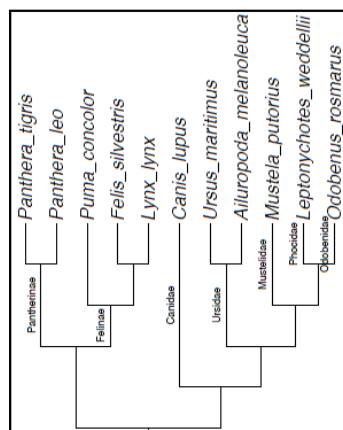 Panthera_tigris
Panthera_leo
Puma_concolor
Felis_silvestris
Lynx_lynx
Canis_lupus
Ursus_maritimus
Ailuropoda_melanoleuca
Mustela_putorius
Leptonychotes_weddellii
Odobenus_rosmarus
Pantherinae
Felinae
Canidae
Ursidae
Mustelidae
Phocidae
Odobenidae